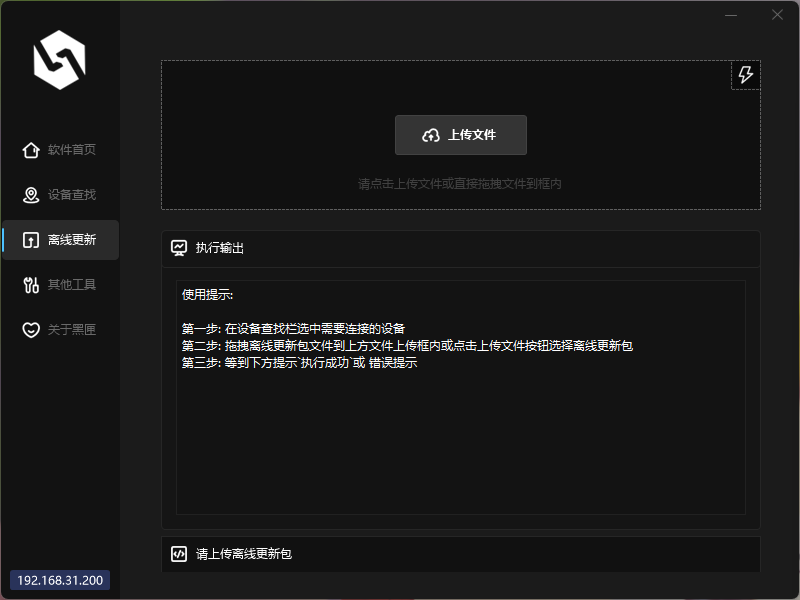 上传文件
请点击上传文件或直接拖拽文件到框内
软件首页
设备查找
离线更新
其他工具
关于黑匣
执行输出
使用提示:
第一步: 在设备查找栏选中需要连接的设备
第二步: 拖拽离线更新包文件到上方文件上传框内或点击上传文件按钮选择离线更新包
第三步: 等到下方提示`执行成功`或 错误提示
请上传离线更新包
192.168.31.200